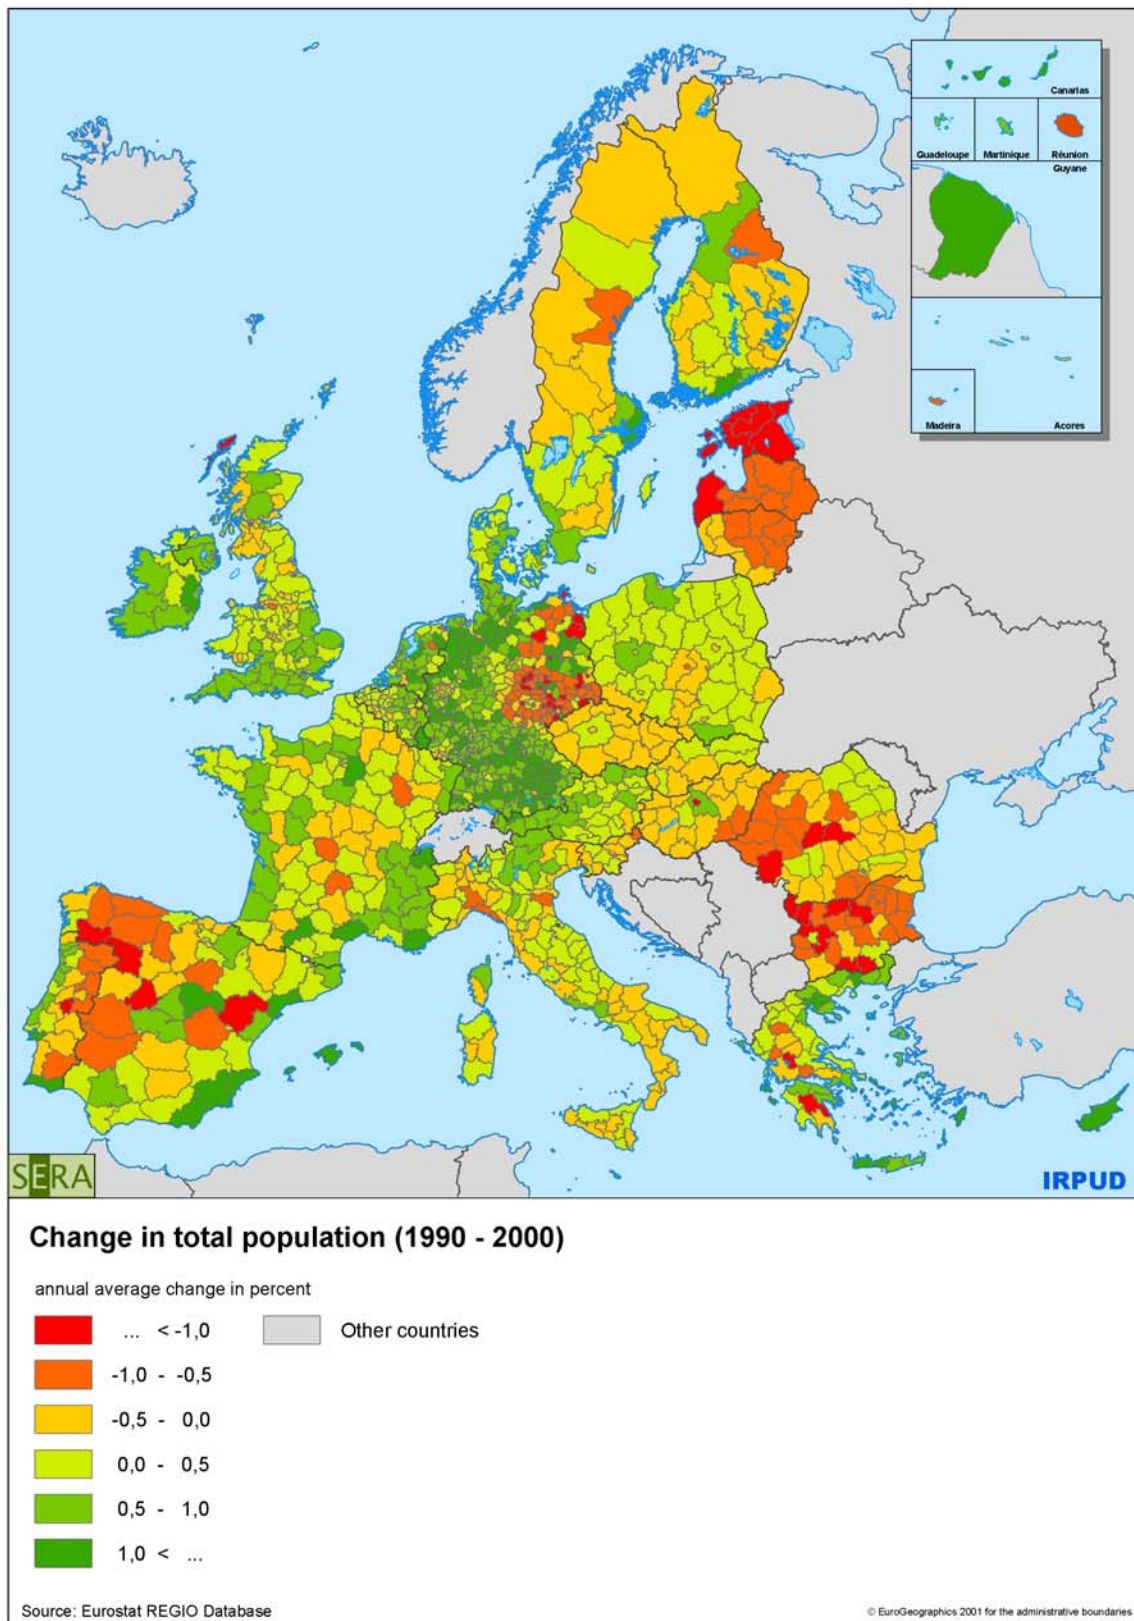 Canarias
Guadeloupe Martinique Réunion
Guyane
Madeira Acores
SERA
IRPUD
Change in total population (1990 - 2000)
annual average change in percent
... < -1,0 Other countries
-1,0 - -0,5
-0,5 - 0,0
0,0 - 0,5
0,5 - 1,0
1,0 < ...
Source: Eurostat REGIO Database
© EuroGeographics 2001 for the administrative boundaries